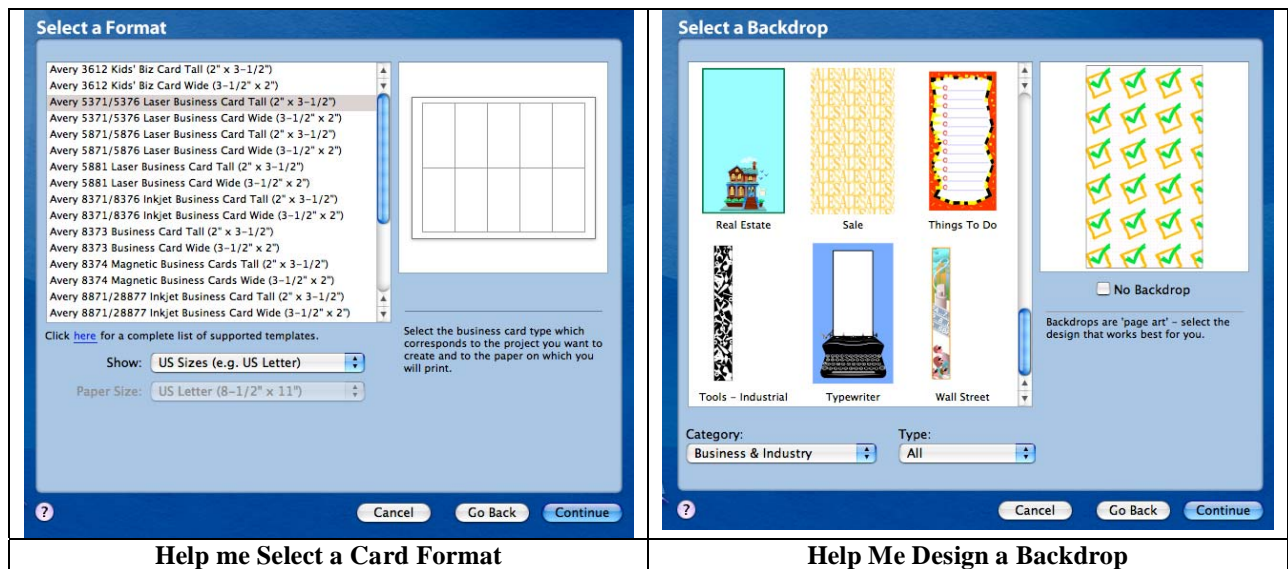 Select a Format
Avery 3612 Kids' Biz Card Tall (2" x 3-1/2")
Avery 3612 Kids' Biz Card Wide (3-1/2" x 2")
Avery 5371/5376 Laser Business Card Tall (2" x 3-1/2")
Avery 5371/5376 Laser Business Card Wide (3-1/2" x 2")
Avery 5871/5876 Laser Business Card Tall (2" x 3-1/2")
Avery 5871/5876 Laser Business Card Wide (3-1/2" x 2")
Avery 5881 Laser Business Card Tall (2" x 3-1/2")
Avery 5881 Laser Business Card Wide (3-1/2" x 2")
Avery 8371/8376 Inkjet Business Card Tall (2" x 3-1/2")
Avery 8371/8376 Inkjet Business Card Wide (3-1/2" x 2")
Avery 8373 Business Card Tall (2" x 3-1/2")
Avery 8373 Business Card Wide (3-1/2" x 2")
Avery 8374 Magnetic Business Cards Tall (2" x 3-1/2")
Avery 8374 Magnetic Business Cards Wide (3-1/2" x 2")
Avery 8871/28877 Inkjet Business Card Tall (2" x 3-1/2")
Avery 8871/28877 Inkjet Business Card Wide (3-1/2" x 2")
Click here for a complete list of supported templates.
Show: US Sizes (e.g. US Letter)
Paper Size: US Letter (8-1/2" x 11")
Select the business card type which
corresponds to the project you want to
create and to the paper on which you
will print.
? Cancel Go Back Continue
Help me Select a Card Format
Select a Backdrop
Real Estate Sale Things To Do
Tools - Industrial Typewriter Wall Street
No Backdrop
Backdrops are 'page art' - select the
design that works best for you.
Category: Type:
Business & Industry All
? Cancel Go Back Continue
Help Me Design a Backdrop